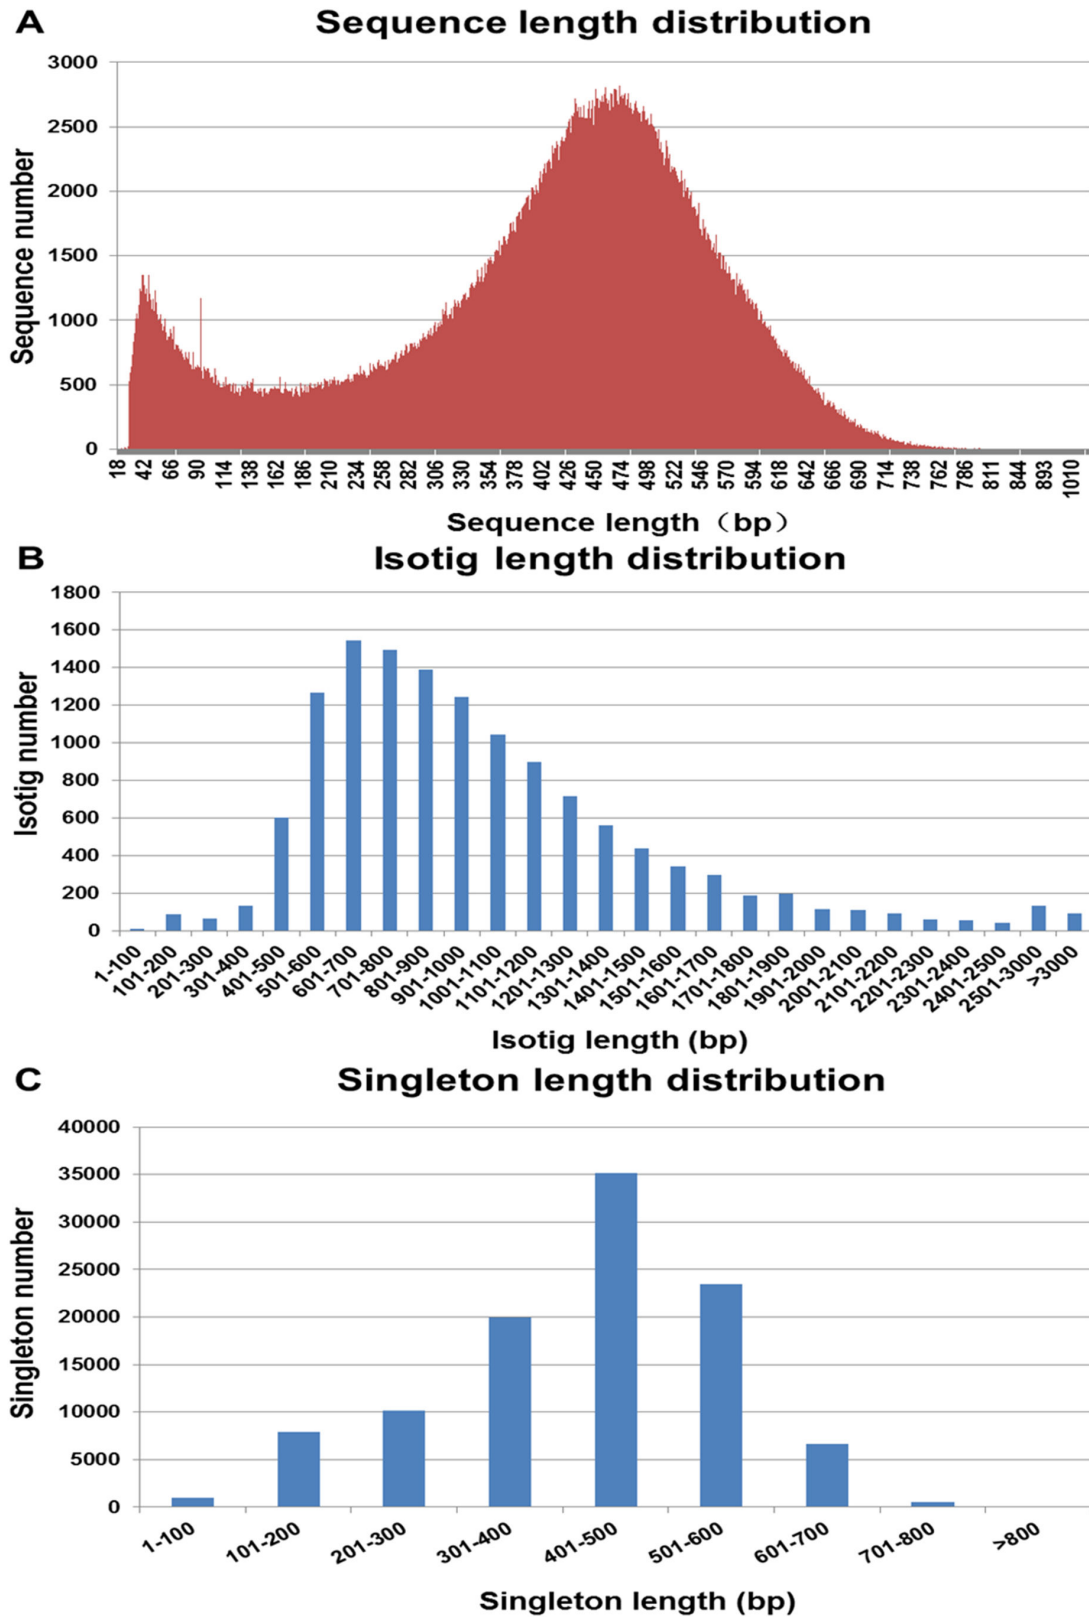 A Sequence length distribution
3000
2500
2000
1500
1000
500
0
Sequence number
18 42 66 90 114 138 162 186 210 234 258 282 306 330 354 378 402 426 450 474 498 522 546 570 594 618 642 666 690 714 738 762 786 811 844 893 1010
Sequence length（bp）
B Isotig length distribution
1800
1600
1400
1200
1000
800
600
400
200
0
Isotig number
1-100 101-200 201-300 301-400 401-500 501-600 601-700 701-800 801-900 901-1000 1001-1100 1101-1200 1201-1300 1301-1400 1401-1500 1501-1600 1601-1700 1701-1800 1801-1900 1901-2000 2001-2100 2101-2200 2201-2300 2301-2400 2401-2500 2501-3000 >3000
Isotig length (bp)
C Singleton length distribution
40000
35000
30000
25000
20000
15000
10000
5000
0
Singleton number
1-100 101-200 201-300 301-400 401-500 501-600 601-700 701-800 >800
Singleton length (bp)